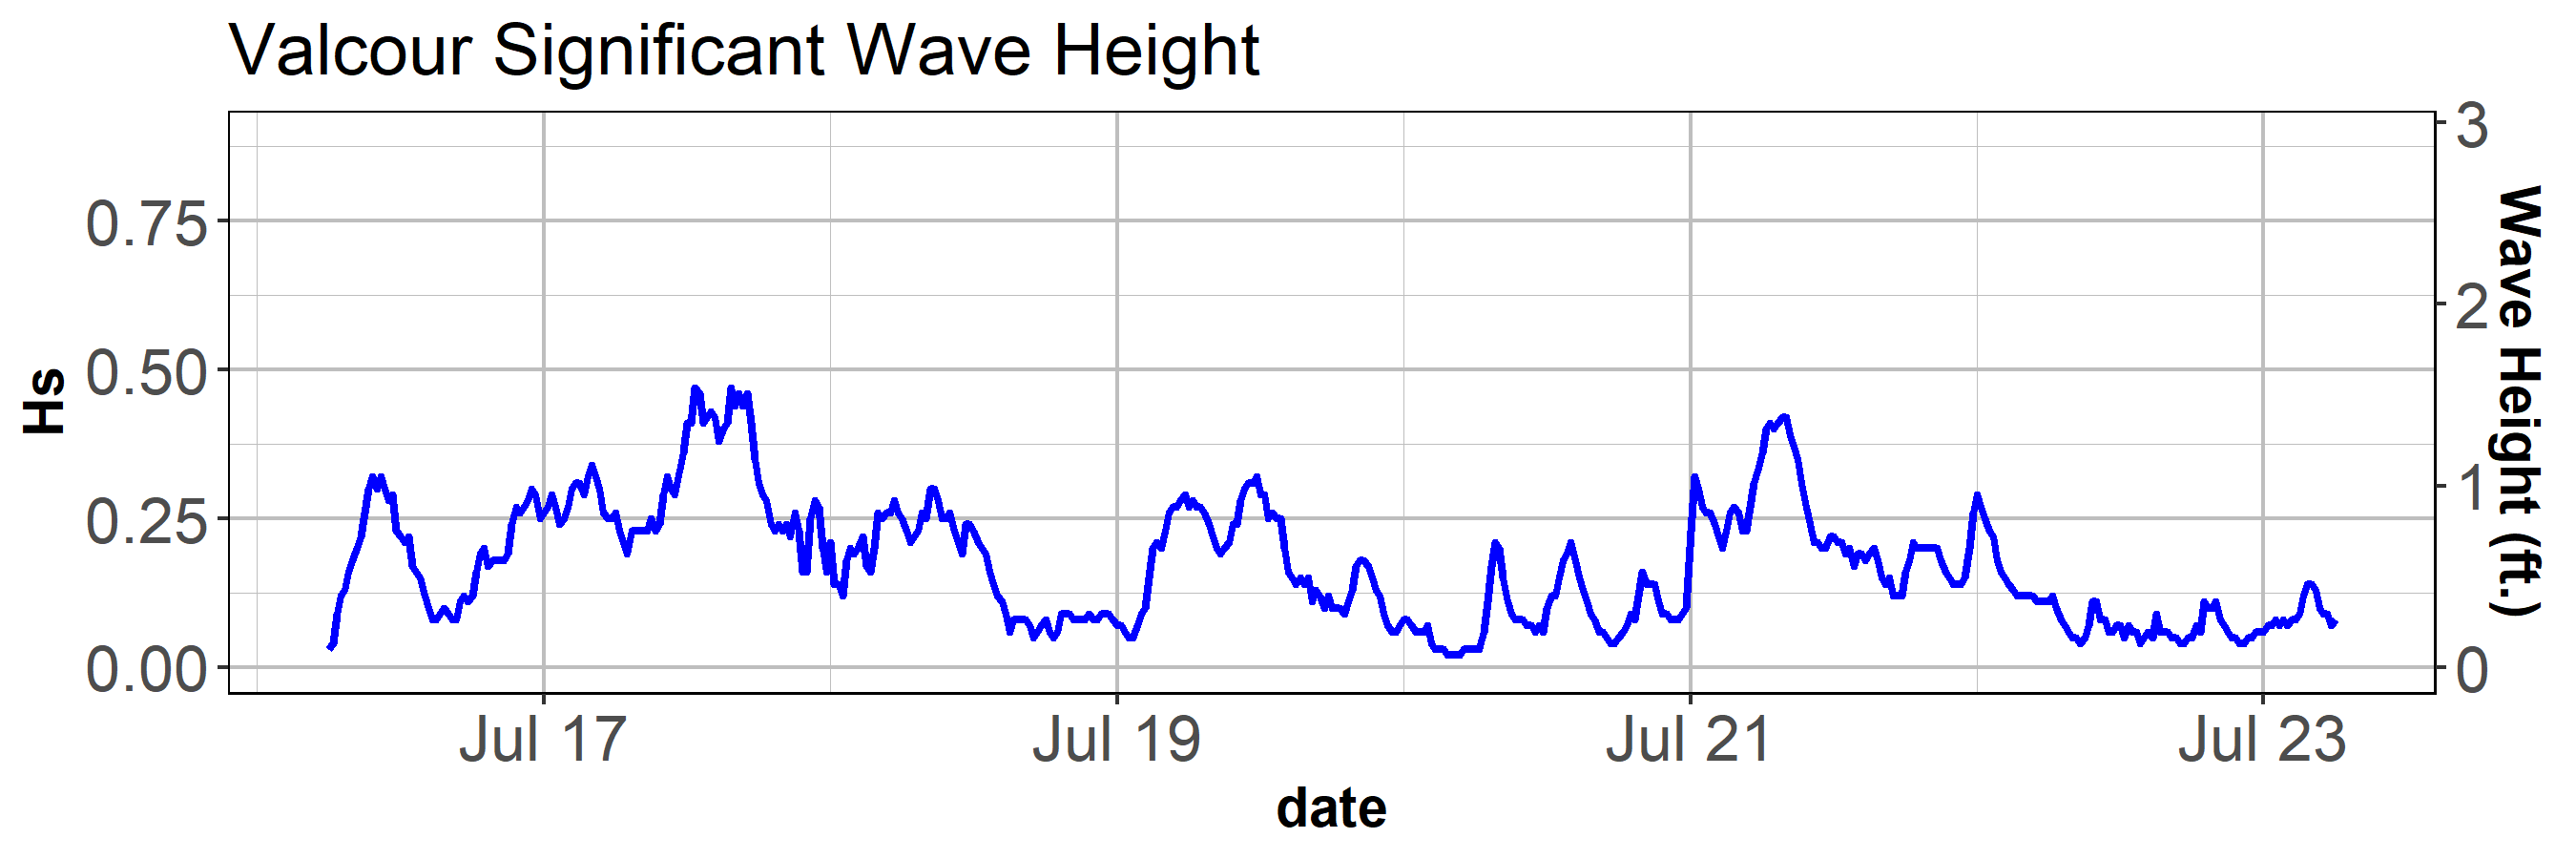 Valcour Significant Wave Height
Hs
0.75
0.50
0.25
0.00
3
2
1
0
Wave Height (ft.)
Jul 17
Jul 19
Jul 21
Jul 23
date